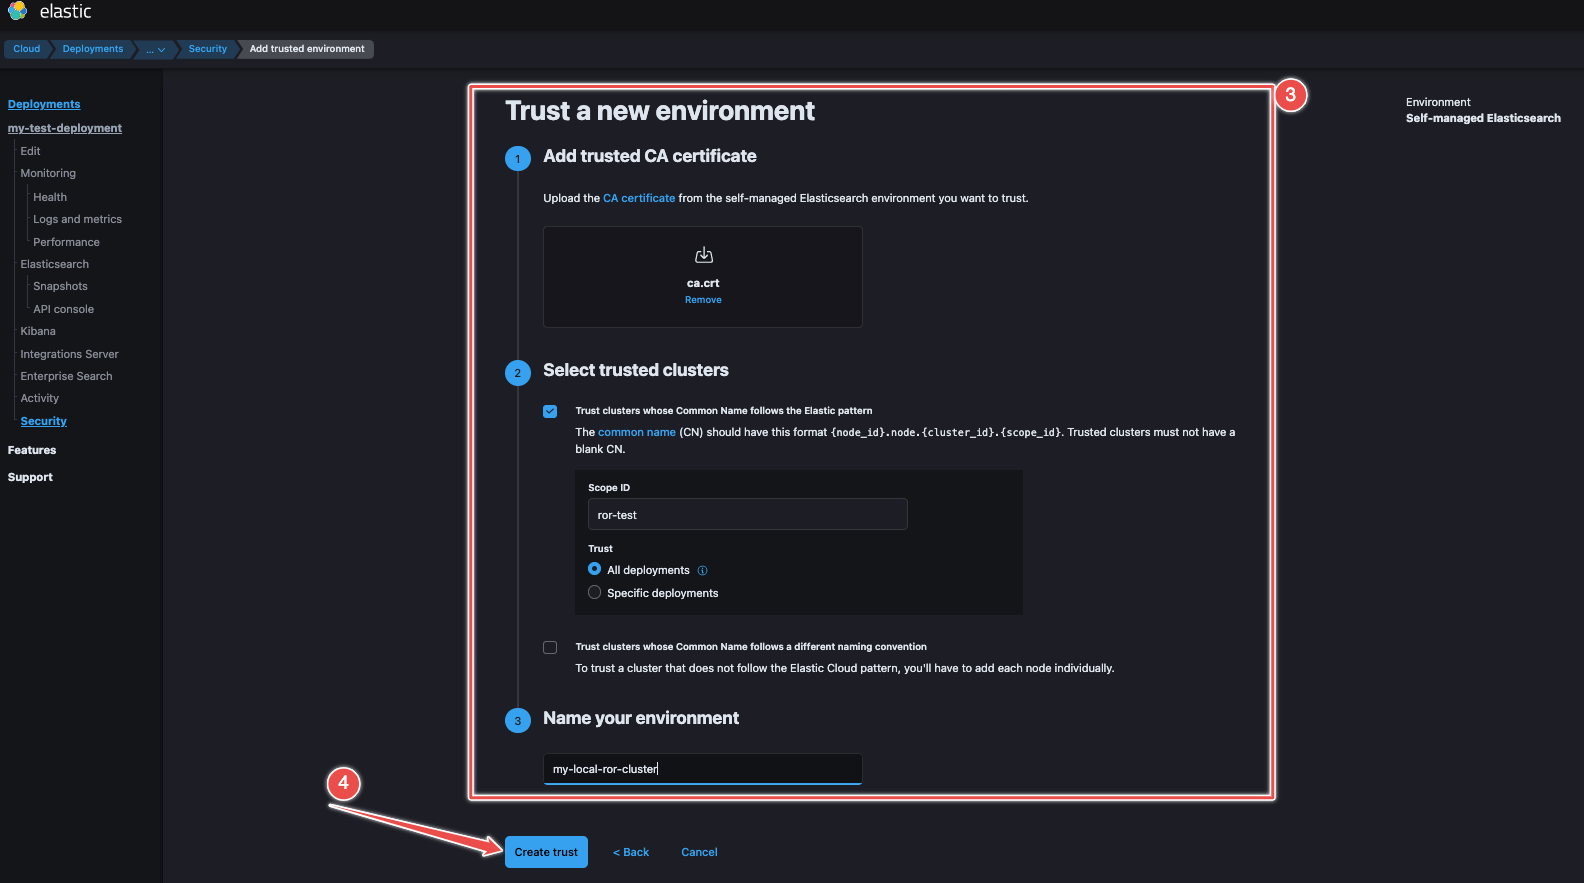 elastic
Cloud
Deployments
...
Security
Add trusted environment
Deployments
my-test-deployment
Edit
Monitoring
Health
Logs and metrics
Performance
Elasticsearch
Snapshots
API console
Kibana
Integrations Server
Enterprise Search
Activity
Security
Features
Support
3
Trust a new environment
1
Add trusted CA certificate
Upload the CA certificate from the self-managed Elasticsearch environment you want to trust.
ca.crt
Remove
2
Select trusted clusters
Trust clusters whose Common Name follows the Elastic pattern
The common name (CN) should have this format {node_id}.node.{cluster_id}.{scope_id}. Trusted clusters must not have a
blank CN.
Scope ID
ror-test
Trust
All deployments
Specific deployments
Trust clusters whose Common Name follows a different naming convention
To trust a cluster that does not follow the Elastic Cloud pattern, you'll have to add each node individually.
3
Name your environment
my-local-ror-cluster
4
Create trust
< Back
Cancel
Environment
Self-managed Elasticsearch